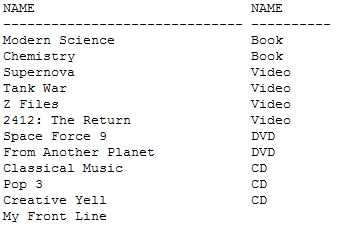 NAME NAME
------------------------------ ----------
Modern Science Book
Chemistry Book
Supernova Video
Tank War Video
Z Files Video
2412: The Return Video
Space Force 9 DVD
From Another Planet DVD
Classical Music CD
Pop 3 CD
Creative Yell CD
My Front Line